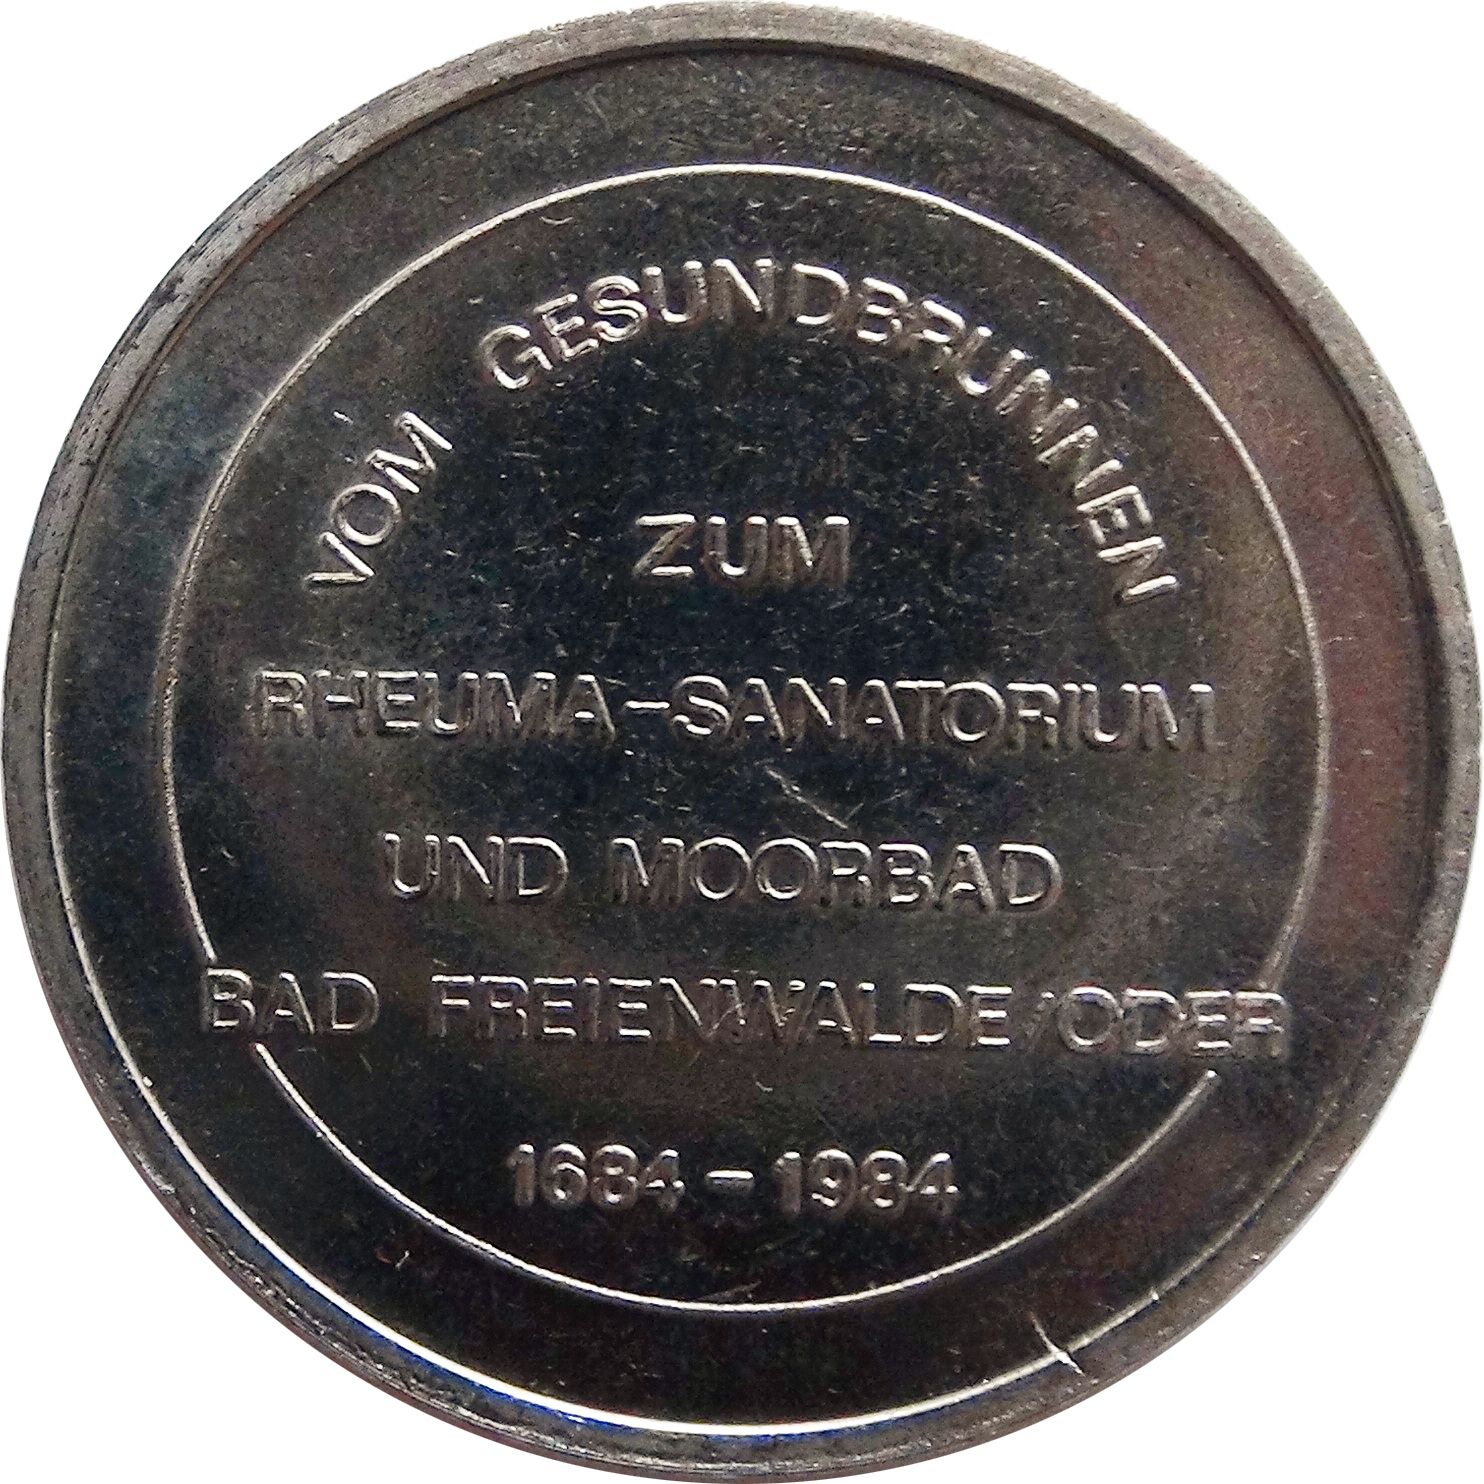 VOM GESUNDBRUNNEN
ZUM
RHEUMA-SANATORIUM
UND MOORBAD
BAD FREIENWALDE/ODER
1684-1984